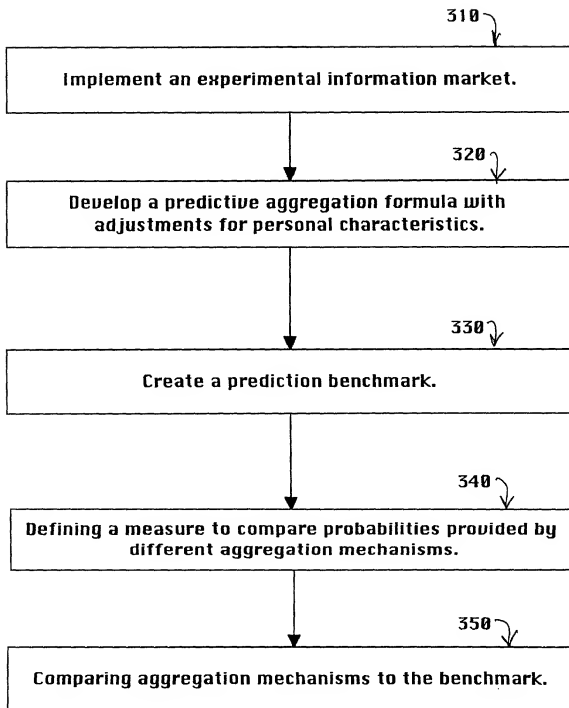 310
Implement an experimental information market.
320
Develop a predictive aggregation formula with
adjustments for personal characteristics.
330
Create a prediction benchmark.
340
Defining a measure to compare probabilities provided by
different aggregation mechanisms.
350
Comparing aggregation mechanisms to the benchmark.